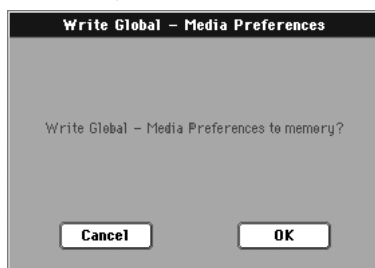 Write Global – Media Preferences
Write Global – Media Preferences to memory?
Cancel
OK